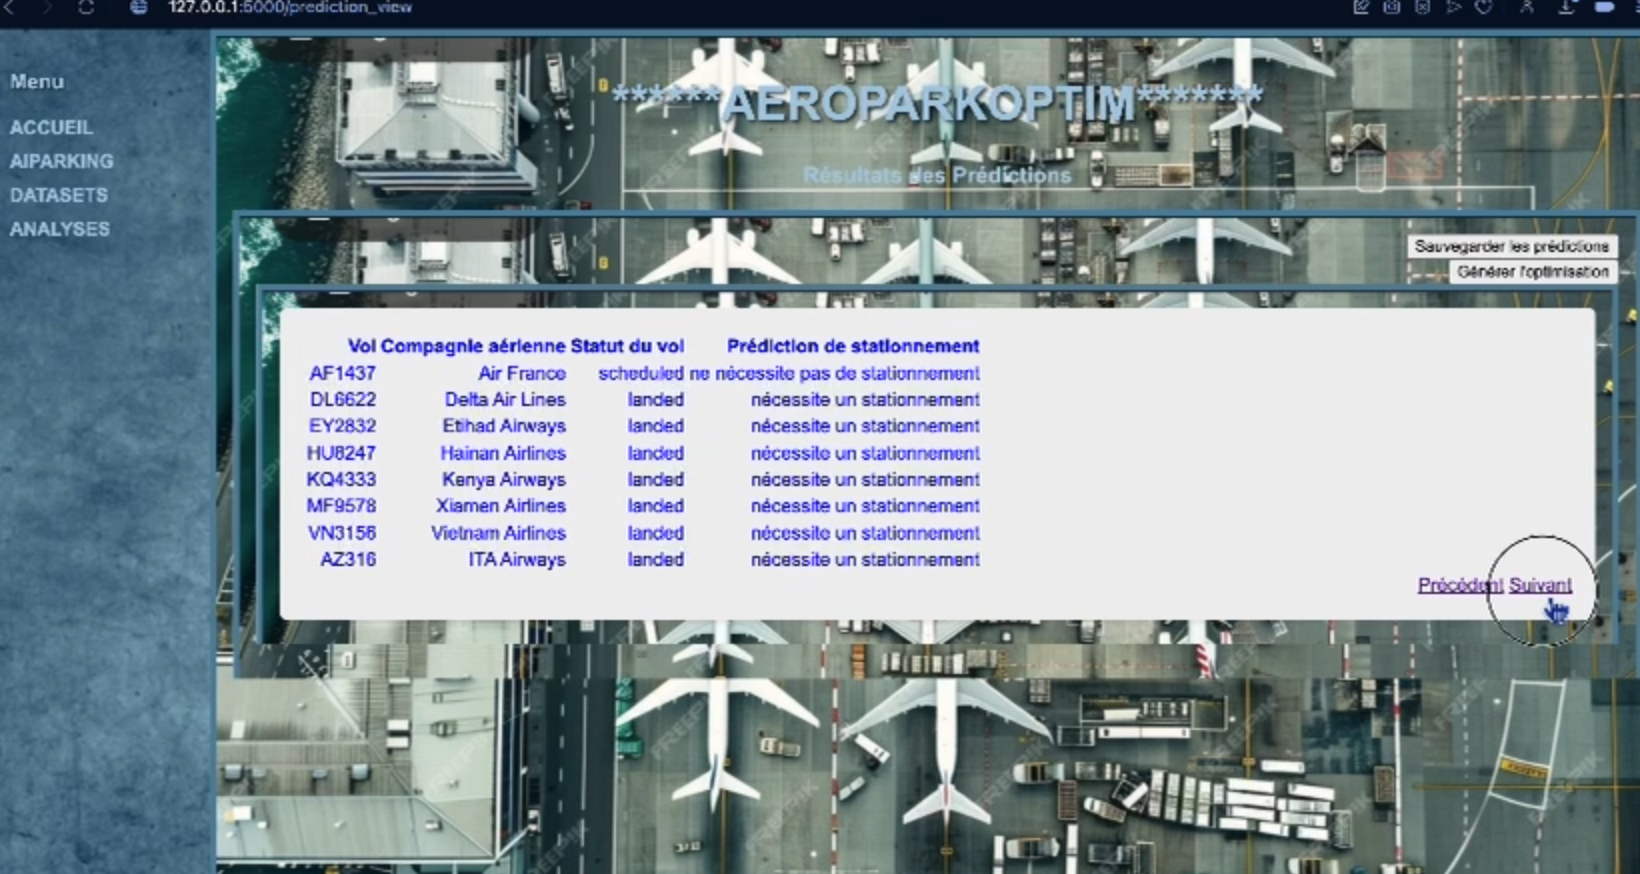 127.0.0.1:5000/prediction_view
Menu
ACCUEIL
AIPARKING
DATASETS
ANALYSES
******AEROPARKOPTIM*******
Résultats des Prédictions
Sauvegarder les prédictions
Générer l'optimisation
Vol Compagnie aérienne Statut du vol Prédiction de stationnement
AF1437 Air France scheduled ne nécessite pas de stationnement
DL6622 Delta Air Lines landed nécessite un stationnement
EY2832 Etihad Airways landed nécessite un stationnement
HU8247 Hainan Airlines landed nécessite un stationnement
KQ4333 Kenya Airways landed nécessite un stationnement
MF9578 Xiamen Airlines landed nécessite un stationnement
VN3156 Vietnam Airlines landed nécessite un stationnement
AZ316 ITA Airways landed nécessite un stationnement
Précédent Suivant